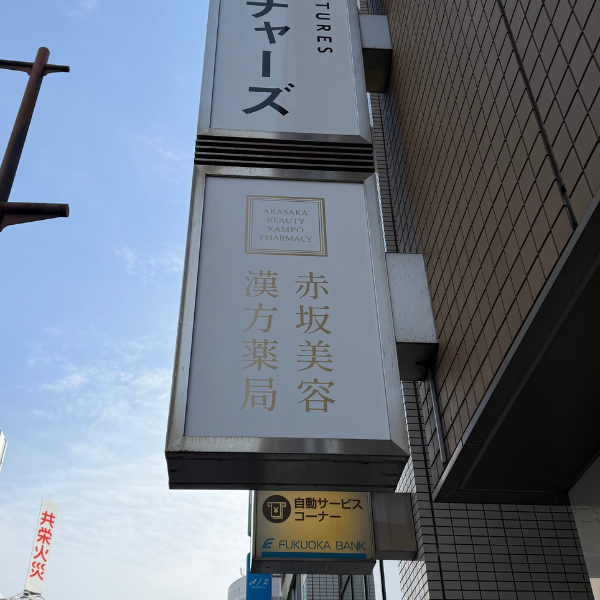 チャーズ
TURES
AKASAKA
BEAUTY
KAMPO
PHARMACY
赤坂美容
漢方薬局
自動サービス
コーナー
FUKUOKA BANK
共栄火災